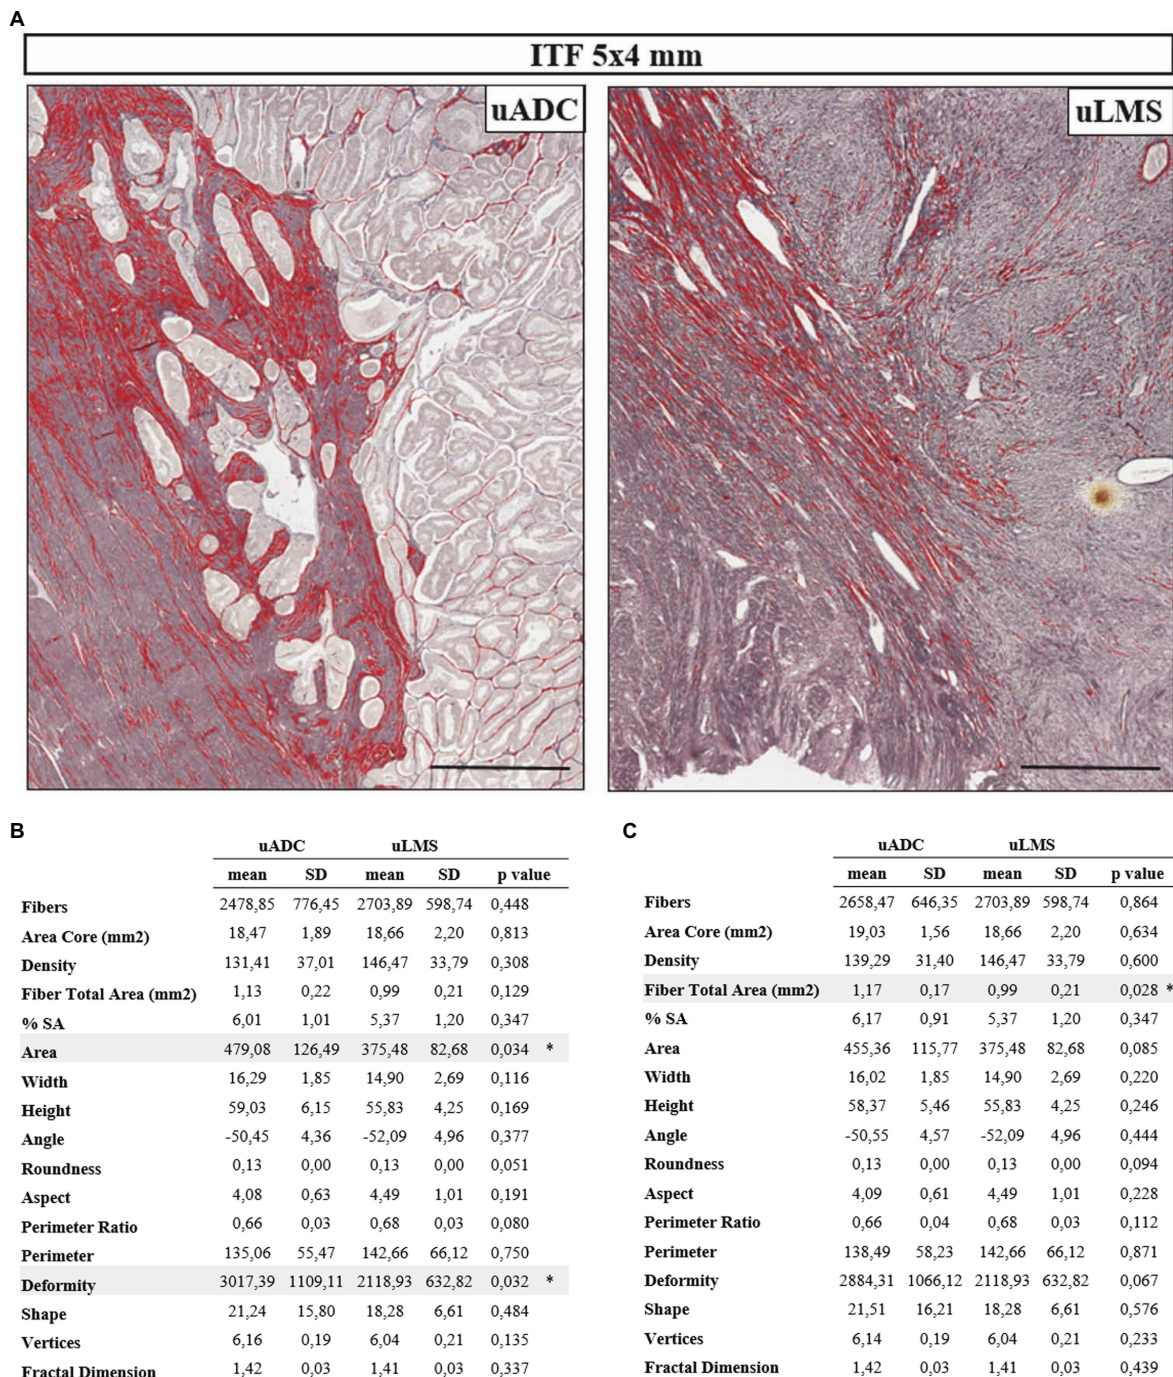 A
ITF 5x4 mm
uADC
uLMS
B
uADC uLMS
mean SD mean SD p value
Fibers 2478,85 776,45 2703,89 598,74 0,448
Area Core (mm2) 18,47 1,89 18,66 2,20 0,813
Density 131,41 37,01 146,47 33,79 0,308
Fiber Total Area (mm2) 1,13 0,22 0,99 0,21 0,129
% SA 6,01 1,01 5,37 1,20 0,347
Area 479,08 126,49 375,48 82,68 0,034 *
Width 16,29 1,85 14,90 2,69 0,116
Height 59,03 6,15 55,83 4,25 0,169
Angle -50,45 4,36 -52,09 4,96 0,377
Roundness 0,13 0,00 0,13 0,00 0,051
Aspect 4,08 0,63 4,49 1,01 0,191
Perimeter Ratio 0,66 0,03 0,68 0,03 0,080
Perimeter 135,06 55,47 142,66 66,12 0,750
Deformity 3017,39 1109,11 2118,93 632,82 0,032 *
Shape 21,24 15,80 18,28 6,61 0,484
Vertices 6,16 0,19 6,04 0,21 0,135
Fractal Dimension 1,42 0,03 1,41 0,03 0,337
C
uADC uLMS
mean SD mean SD p value
Fibers 2658,47 646,35 2703,89 598,74 0,864
Area Core (mm2) 19,03 1,56 18,66 2,20 0,634
Density 139,29 31,40 146,47 33,79 0,600
Fiber Total Area (mm2) 1,17 0,17 0,99 0,21 0,028 *
% SA 6,17 0,91 5,37 1,20 0,347
Area 455,36 115,77 375,48 82,68 0,085
Width 16,02 1,85 14,90 2,69 0,220
Height 58,37 5,46 55,83 4,25 0,246
Angle -50,55 4,57 -52,09 4,96 0,444
Roundness 0,13 0,00 0,13 0,00 0,094
Aspect 4,09 0,61 4,49 1,01 0,228
Perimeter Ratio 0,66 0,04 0,68 0,03 0,112
Perimeter 138,49 58,23 142,66 66,12 0,871
Deformity 2884,31 1066,12 2118,93 632,82 0,067
Shape 21,51 16,21 18,28 6,61 0,576
Vertices 6,14 0,19 6,04 0,21 0,233
Fractal Dimension 1,42 0,03 1,41 0,03 0,439